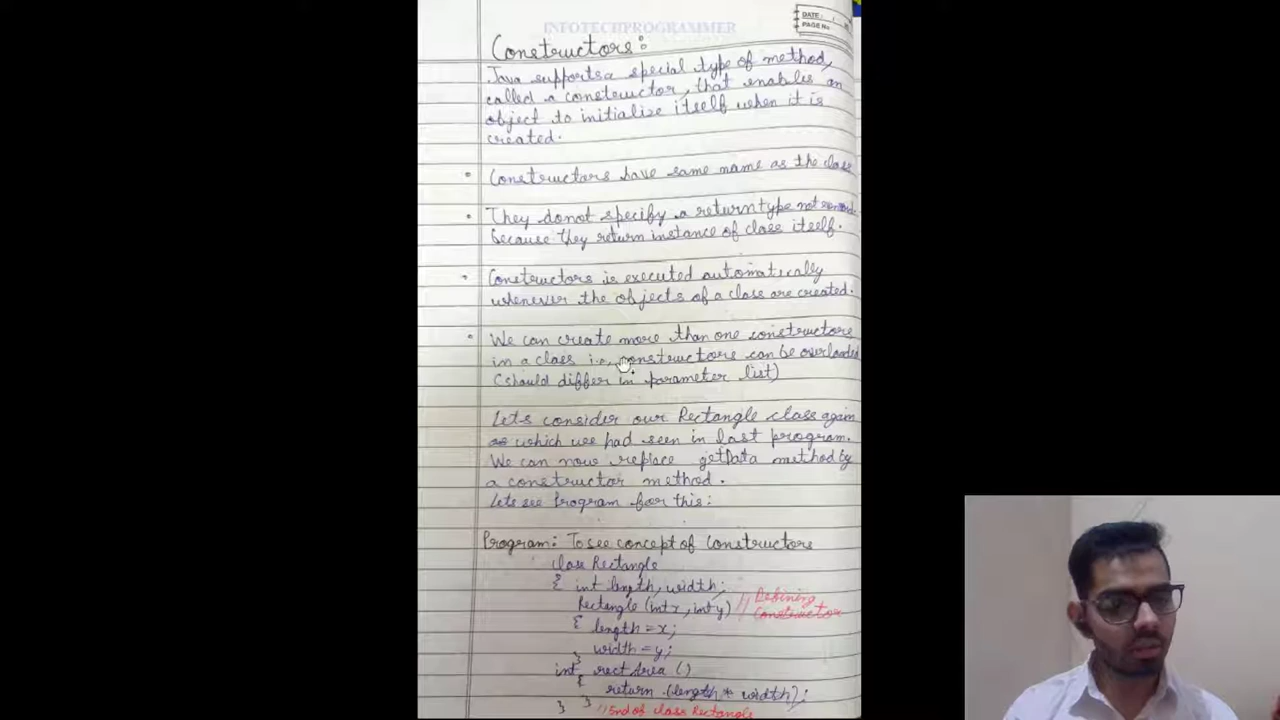 INFOTECHPROGRAMMER
DATE:
PAGE No
Constructors:
Java supports a special type of method,
called a constructor, that enables an
object to initialize itself when it is
created.
• Constructors have same name as the class
• They donot specify a return type not even
because they return instance of class itself.
• Constructors is executed automatically
whenever the objects of a class are created.
• We can create more than one constructors
in a class i.e., constructors can be overloaded
(should differ in parameter list)
Lets consider our Rectangle class again
which we had seen in last program.
We can now replace getData method by
a constructor method.
Lets see Program for this:
Program: To see concept of Constructors
class Rectangle
{ int length, width;
Rectangle (int x, int y) // Defining
Constructor
{ length = x;
width = y;
}
int rectArea ()
{
return (length * width);
}
} // End of class Rectangle